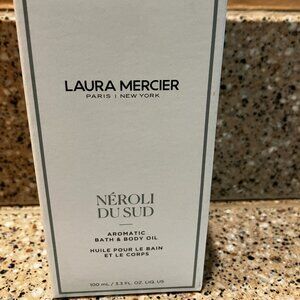 LAURA MERCIER
PARIS | NEW YORK
NÉROLI
DU SUD
AROMATIC
BATH & BODY OIL
HUILE POUR LE BAIN
ET LE CORPS
100 mL / 3.3 FL. OZ. LIQ. US